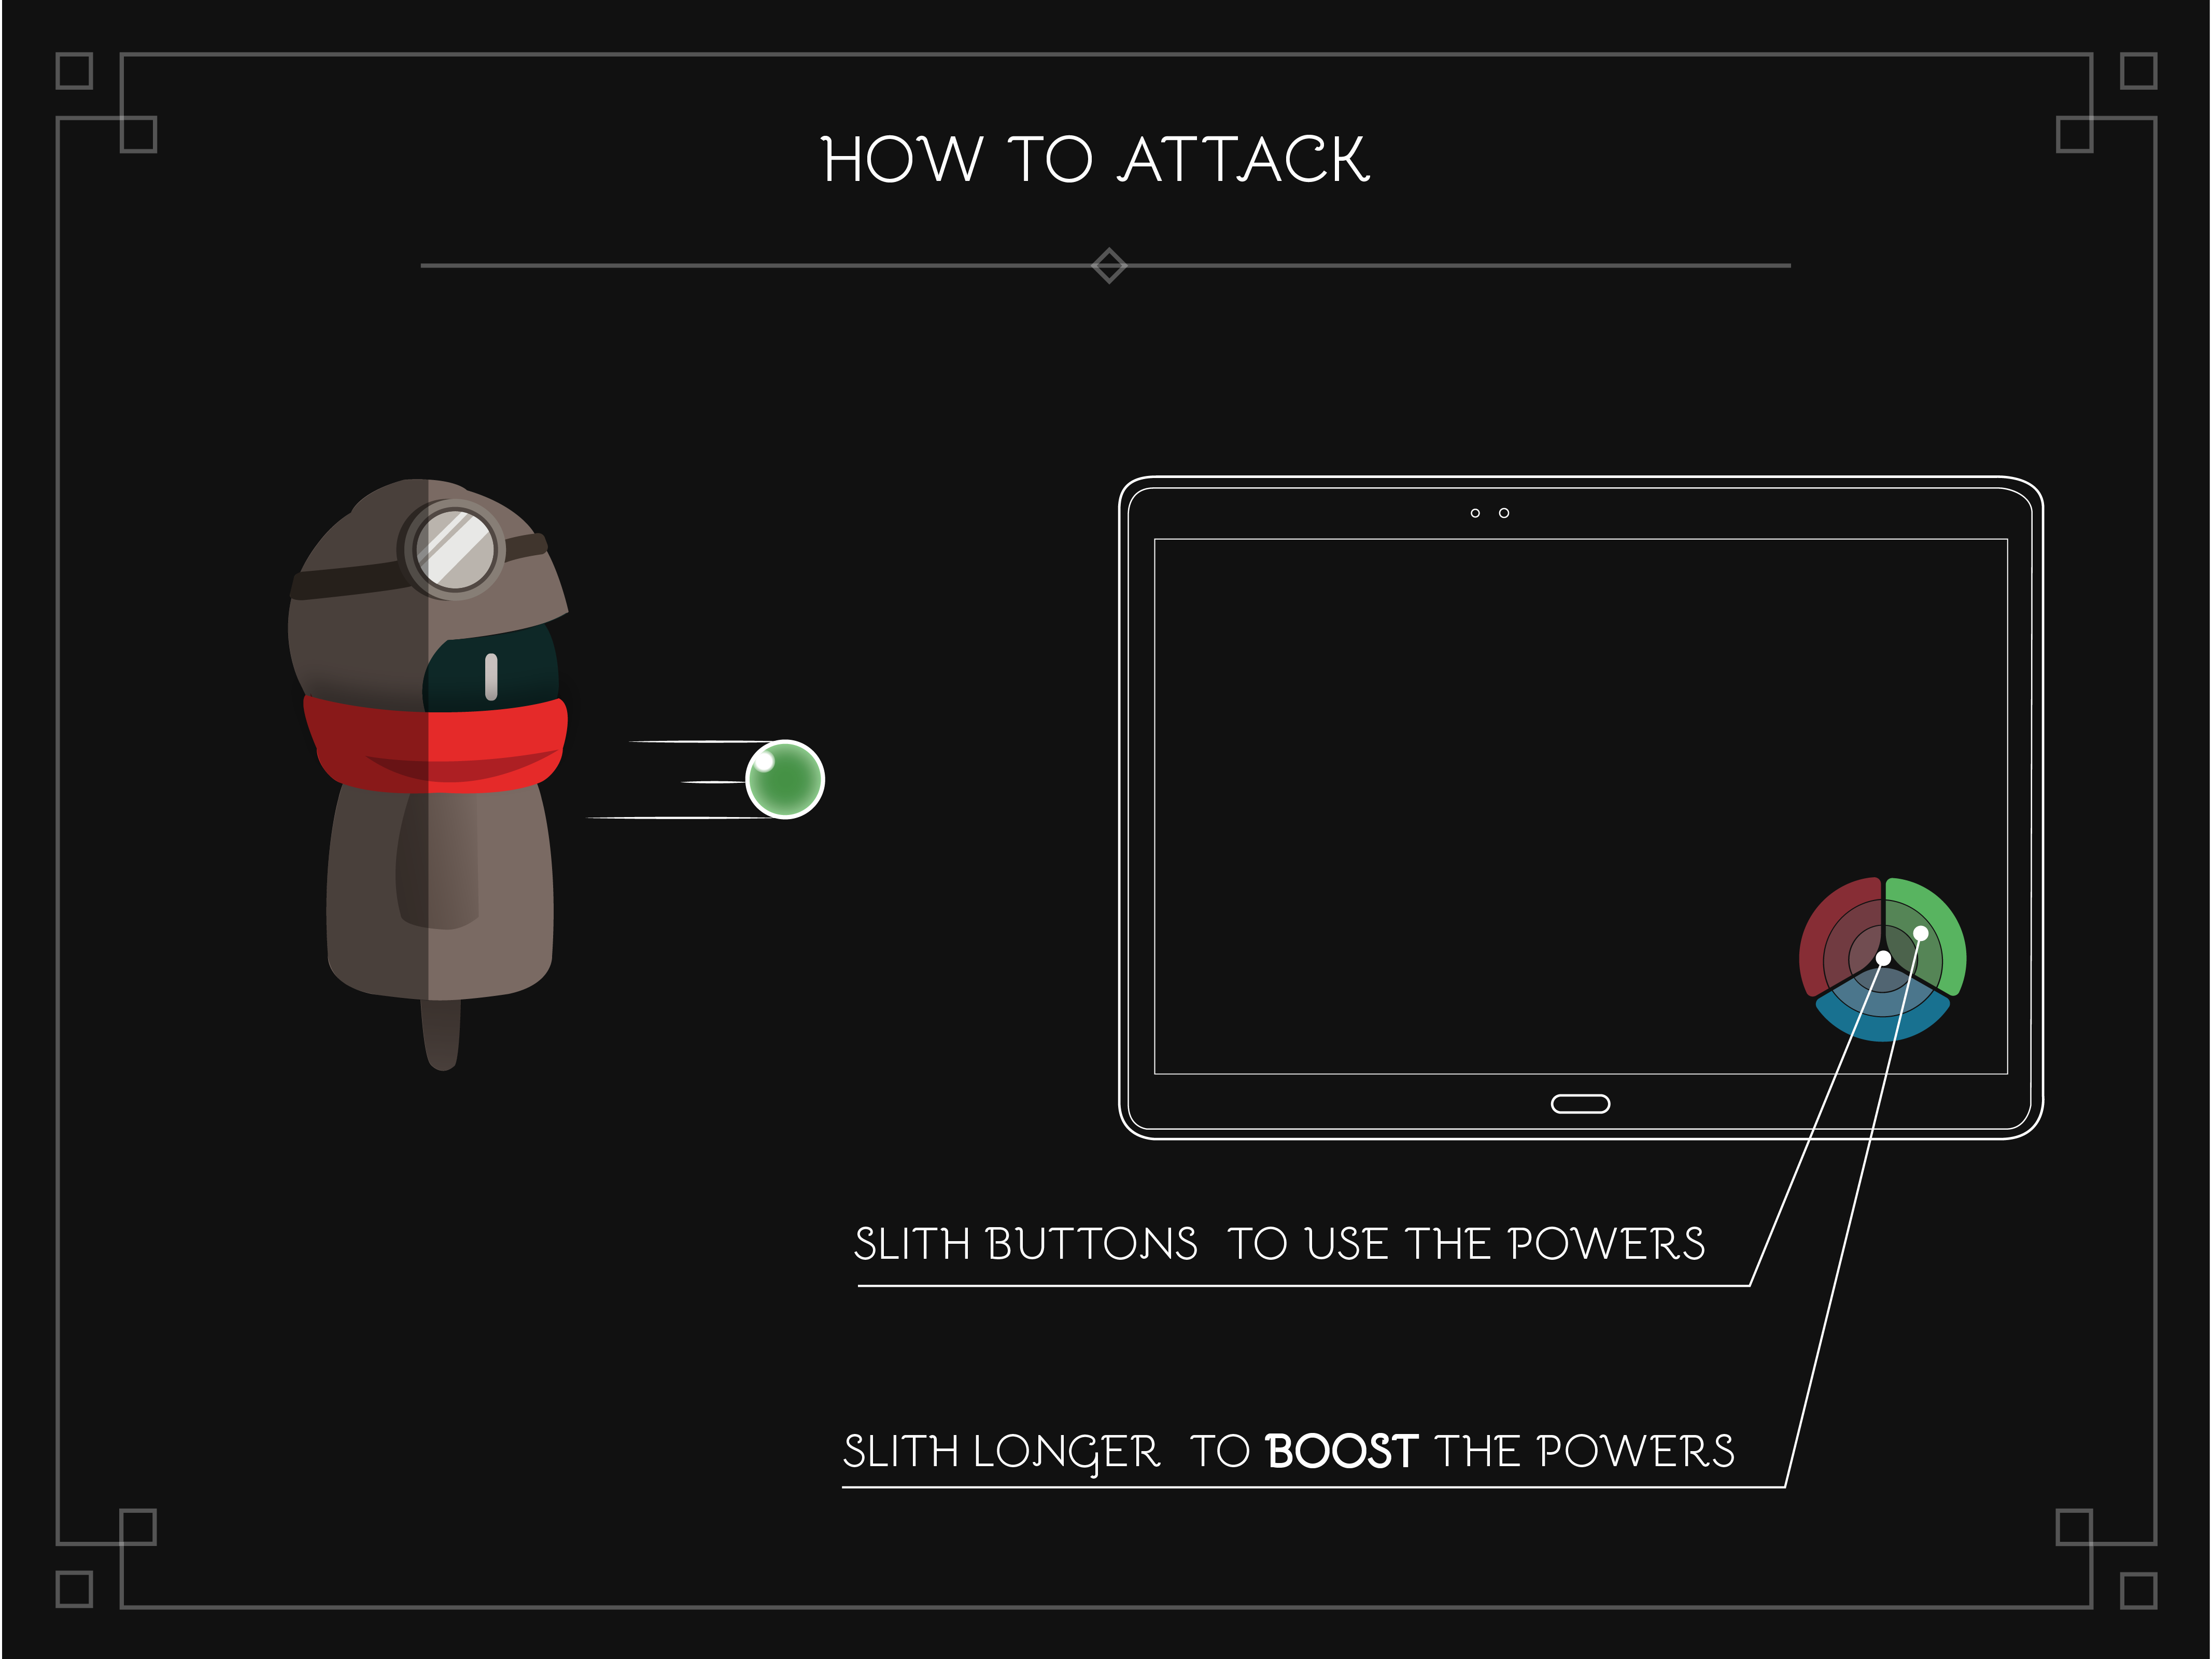 HOW TO ATTACK
SLITH BUTTONS TO USE THE POWERS
SLITH LONGER TO BOOST THE POWERS